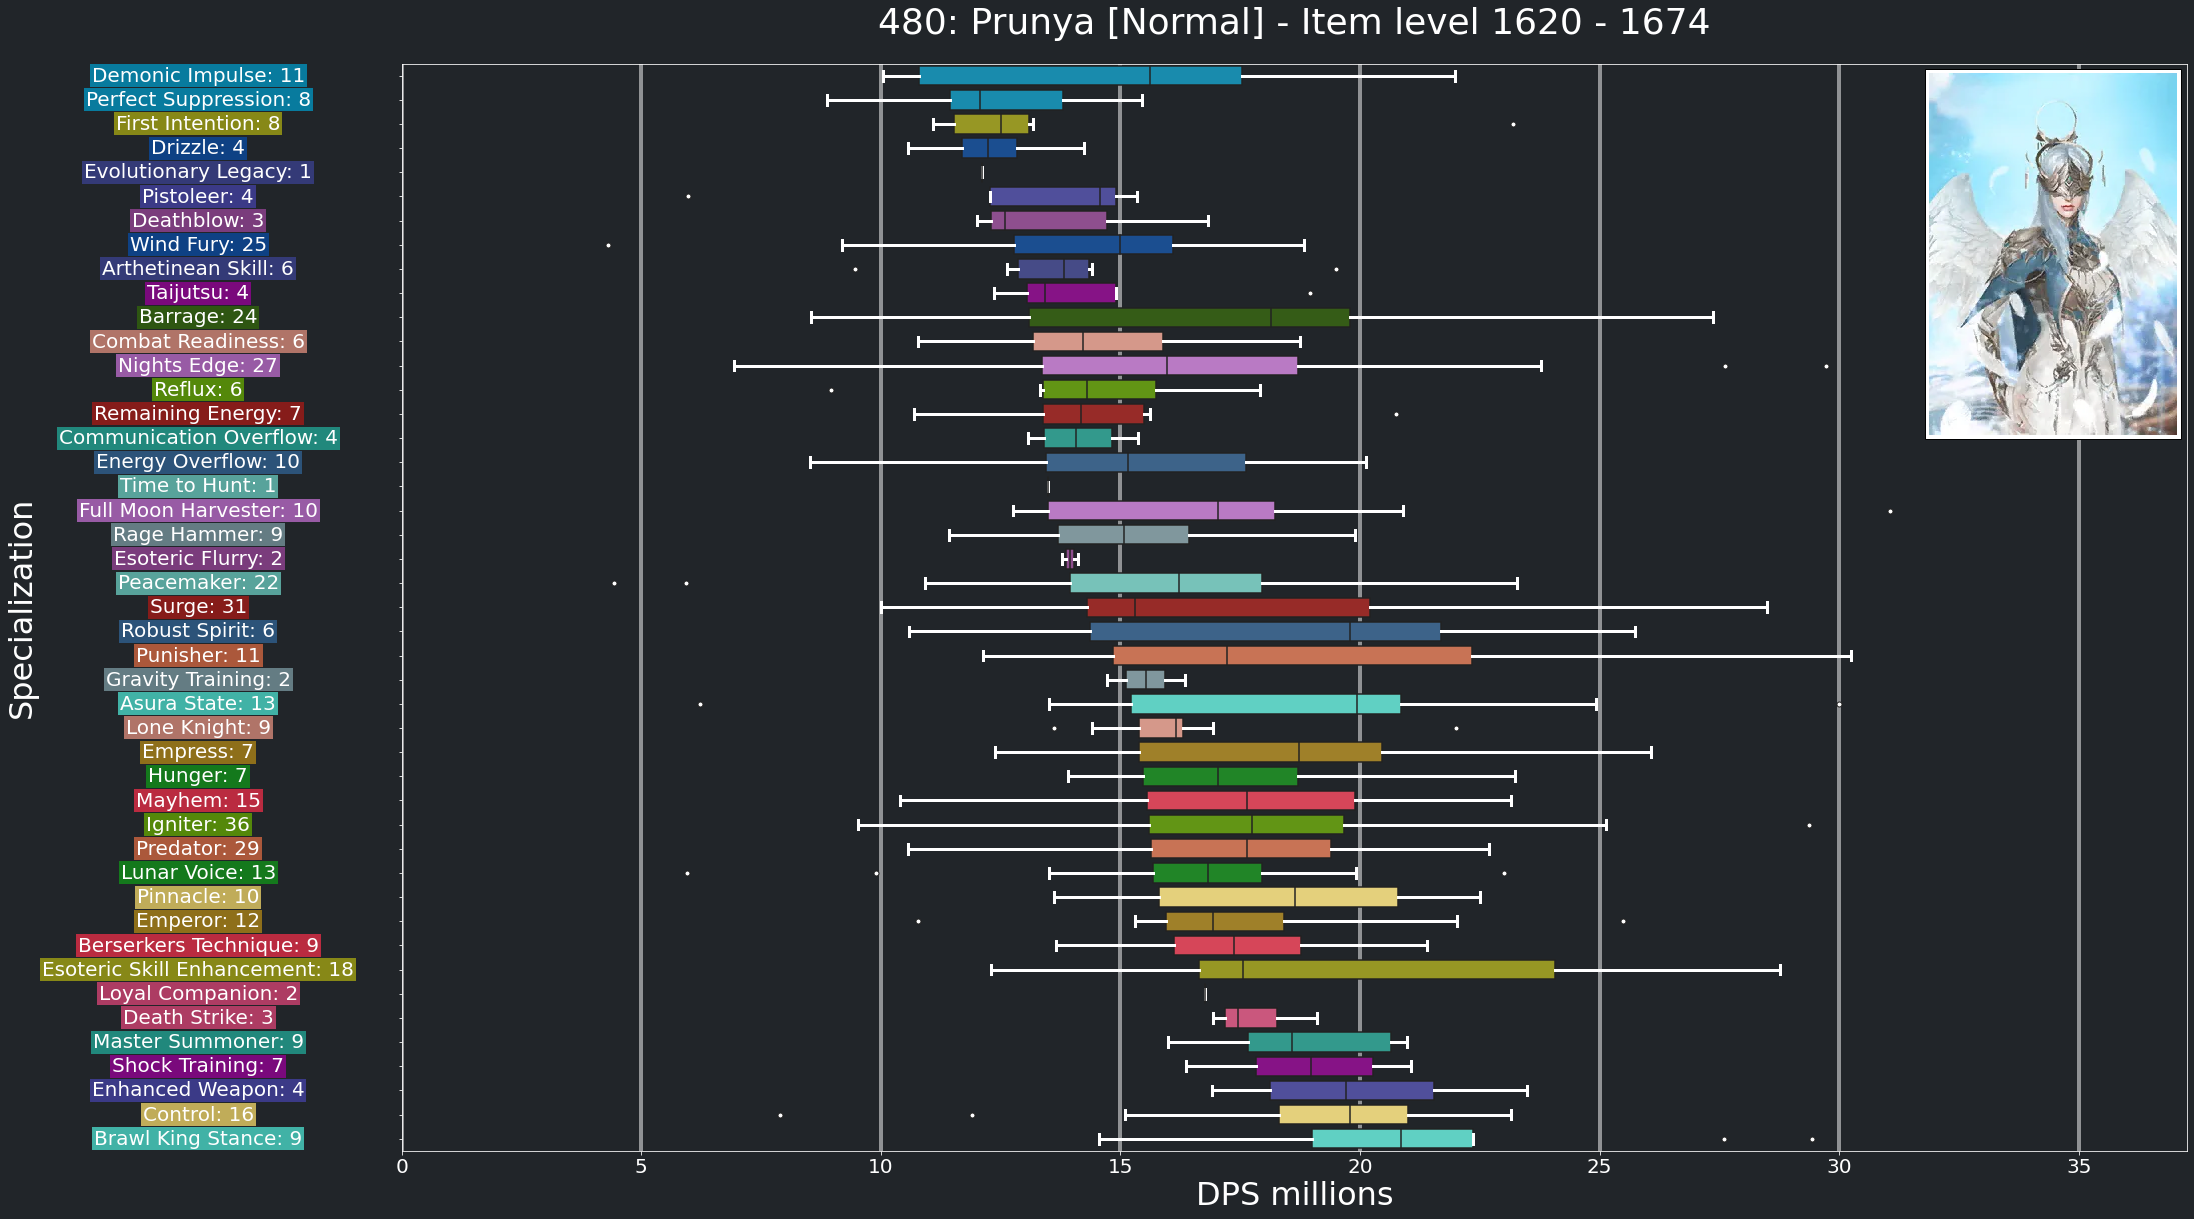 480: Prunya [Normal] - Item level 1620 - 1674
Demonic Impulse: 11
Perfect Suppression: 8
First Intention: 8
Drizzle: 4
Evolutionary Legacy: 1
Pistoleer: 4
Deathblow: 3
Wind Fury: 25
Arthetinean Skill: 6
Taijutsu: 4
Barrage: 24
Combat Readiness: 6
Nights Edge: 27
Reflux: 6
Remaining Energy: 7
Communication Overflow: 4
Energy Overflow: 10
Time to Hunt: 1
Full Moon Harvester: 10
Rage Hammer: 9
Esoteric Flurry: 2
Peacemaker: 22
Surge: 31
Robust Spirit: 6
Punisher: 11
Gravity Training: 2
Asura State: 13
Lone Knight: 9
Empress: 7
Hunger: 7
Mayhem: 15
Igniter: 36
Predator: 29
Lunar Voice: 13
Pinnacle: 10
Emperor: 12
Berserkers Technique: 9
Esoteric Skill Enhancement: 18
Loyal Companion: 2
Death Strike: 3
Master Summoner: 9
Shock Training: 7
Enhanced Weapon: 4
Control: 16
Brawl King Stance: 9
Specialization
0 5 10 15 20 25 30 35
DPS millions